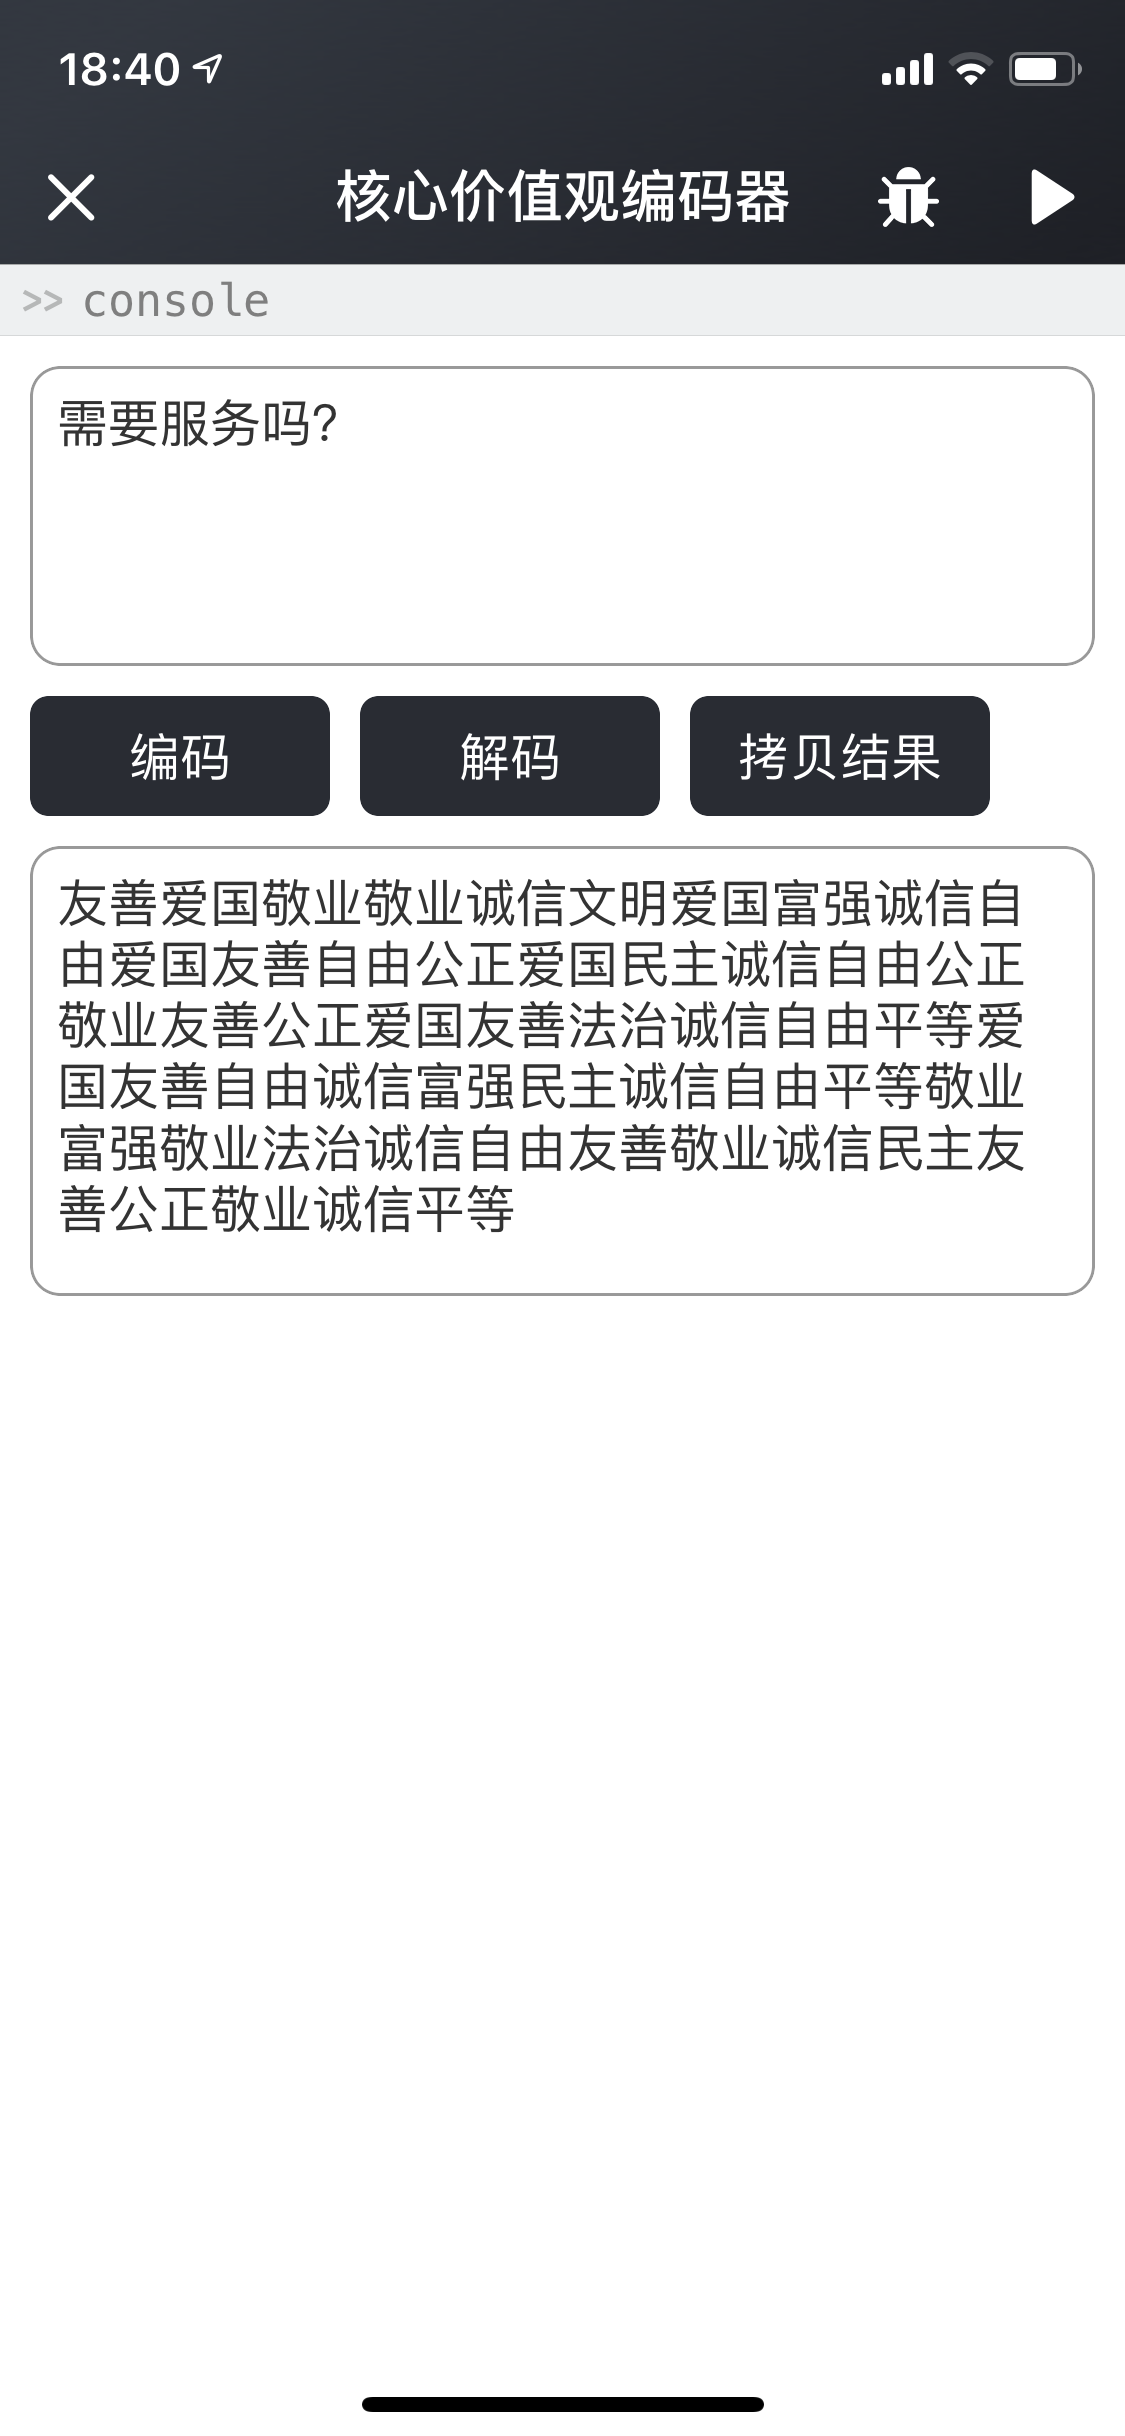 18:40
核心价值观编码器
>> console
需要服务吗?
编码 解码 拷贝结果
友善爱国敬业敬业诚信文明爱国富强诚信自
由爱国友善自由公正爱国民主诚信自由公正
敬业友善公正爱国友善法治诚信自由平等爱
国友善自由诚信富强民主诚信自由平等敬业
富强敬业法治诚信自由友善敬业诚信民主友
善公正敬业诚信平等